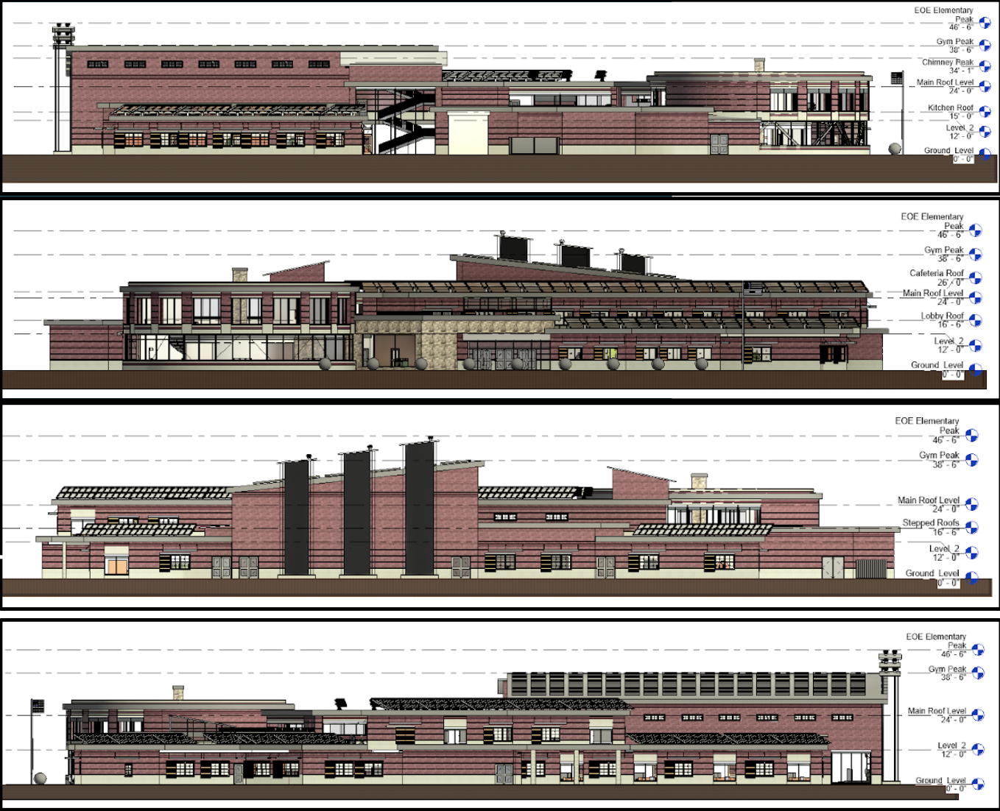 EOE Elementary
Peak
46' - 6"
Gym Peak
38' - 6"
Chimney Peak
34' - 1"
Main Roof Level
24' - 0"
Kitchen Roof
15' - 0"
Level 2
12' - 0"
Ground Level
0' - 0"
EOE Elementary
Peak
46' - 6"
Gym Peak
38' - 6"
Cafeteria Roof
26' - 0"
Main Roof Level
24' - 0"
Lobby Roof
16' - 6"
Level 2
12' - 0"
Ground Level
0' - 0"
EOE Elementary
Peak
46' - 6"
Gym Peak
38' - 6"
Main Roof Level
24' - 0"
Stepped Roofs
16' - 6"
Level 2
12' - 0"
Ground Level
0' - 0"
EOE Elementary
Peak
46' - 6"
Gym Peak
38' - 6"
Main Roof Level
24' - 0"
Level 2
12' - 0"
Ground Level
0' - 0"